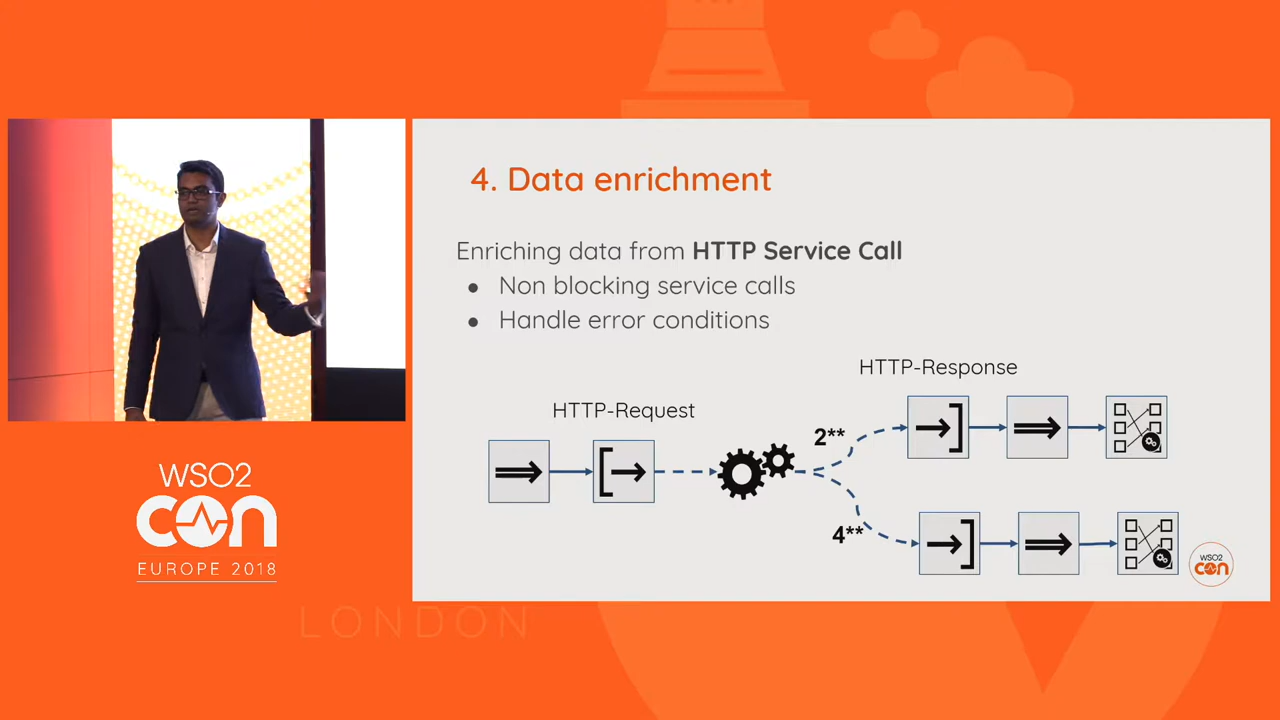 4. Data enrichment
Enriching data from HTTP Service Call
● Non blocking service calls
● Handle error conditions
HTTP-Response
HTTP-Request
2**
4**
WSO2
con
WSO2
con
EUROPE 2018
LONDON